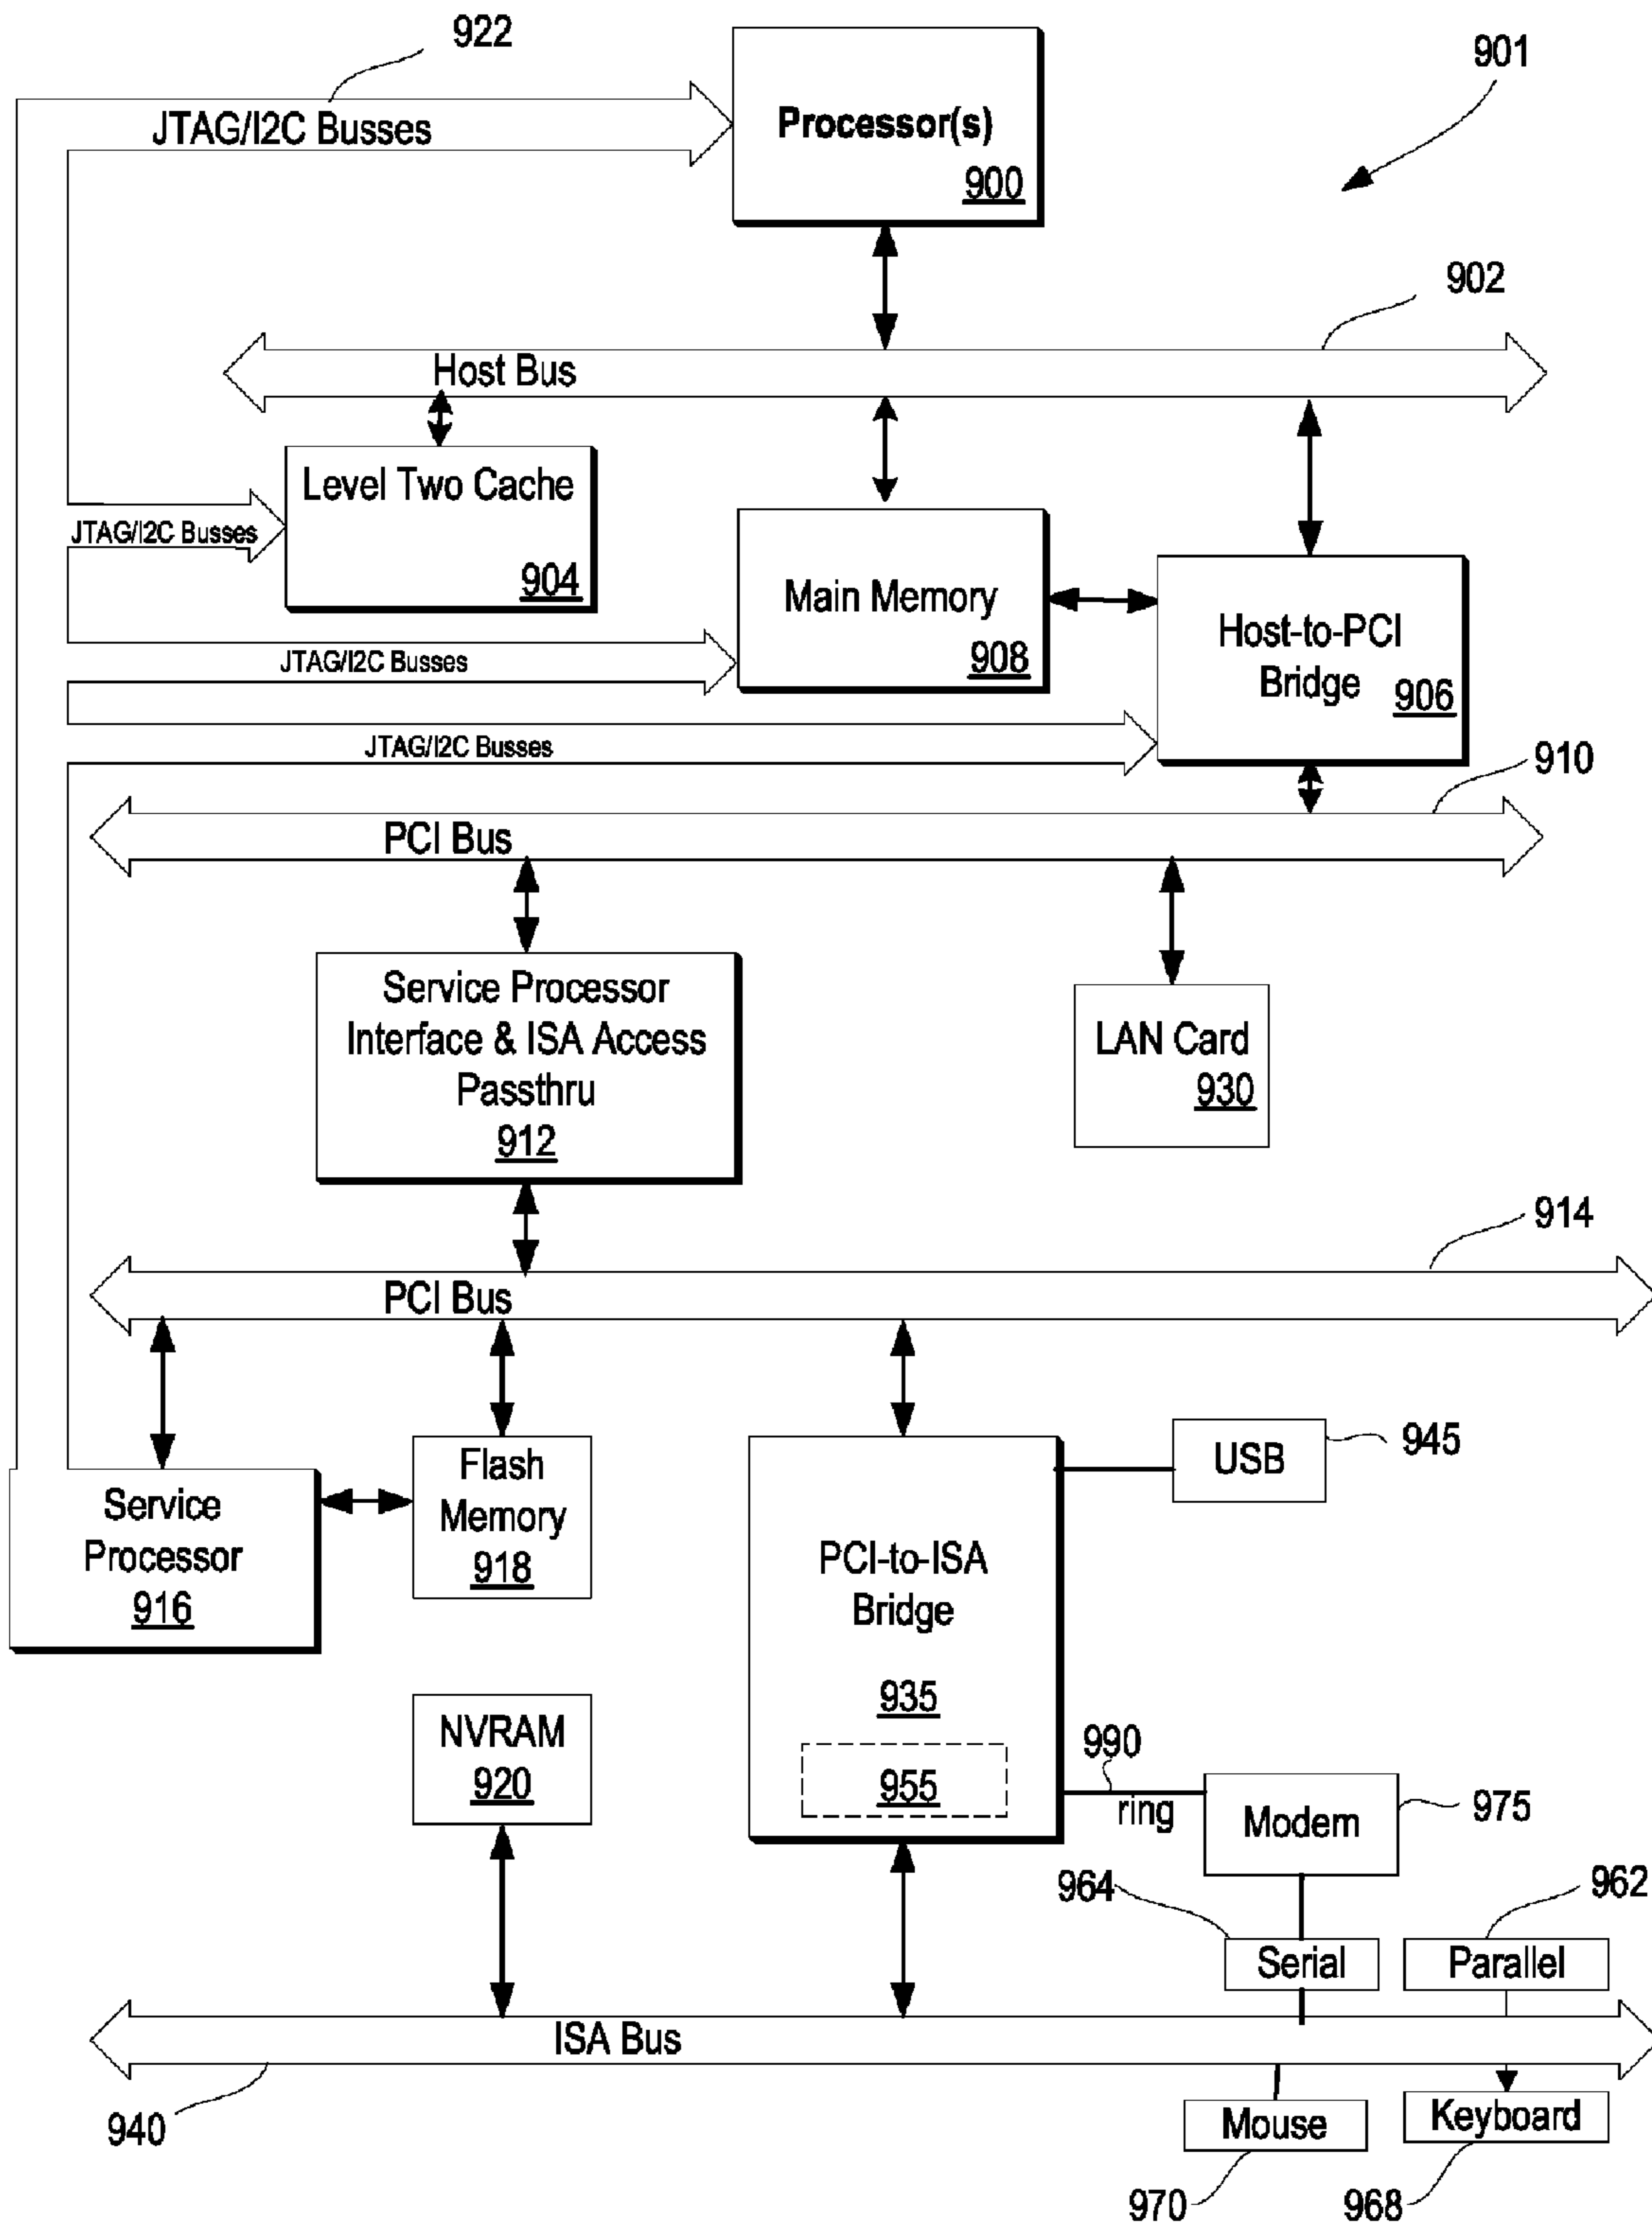 922
901
JTAG/I2C Busses
Processor(s)
900
902
Host Bus
Level Two Cache
904
JTAG/I2C Busses
Main Memory
908
Host-to-PCI
Bridge
906
JTAG/I2C Busses
JTAG/I2C Busses
910
PCI Bus
Service Processor
Interface & ISA Access
Passthru
912
LAN Card
930
914
PCI Bus
Service
Processor
916
Flash
Memory
918
PCI-to-ISA
Bridge
935
955
USB
945
NVRAM
920
990
ring
Modem
975
964
962
Serial
Parallel
ISA Bus
940
Mouse
Keyboard
970
968